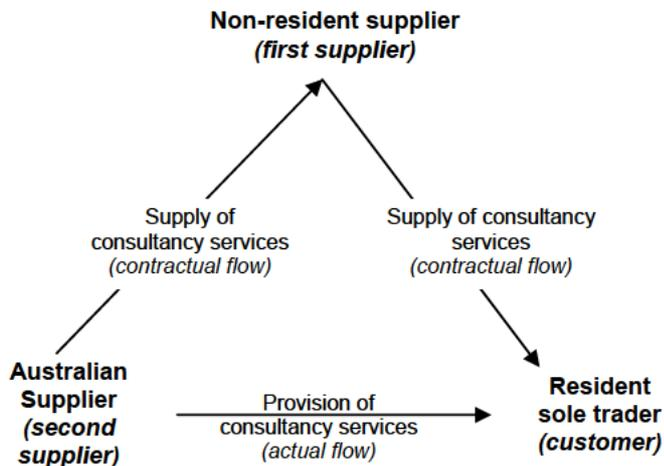 Non-resident supplier
(first supplier)
Supply of
consultancy services
(contractual flow)
Supply of consultancy
services
(contractual flow)
Australian
Supplier
(second
supplier)
Provision of
consultancy services
(actual flow)
Resident
sole trader
(customer)